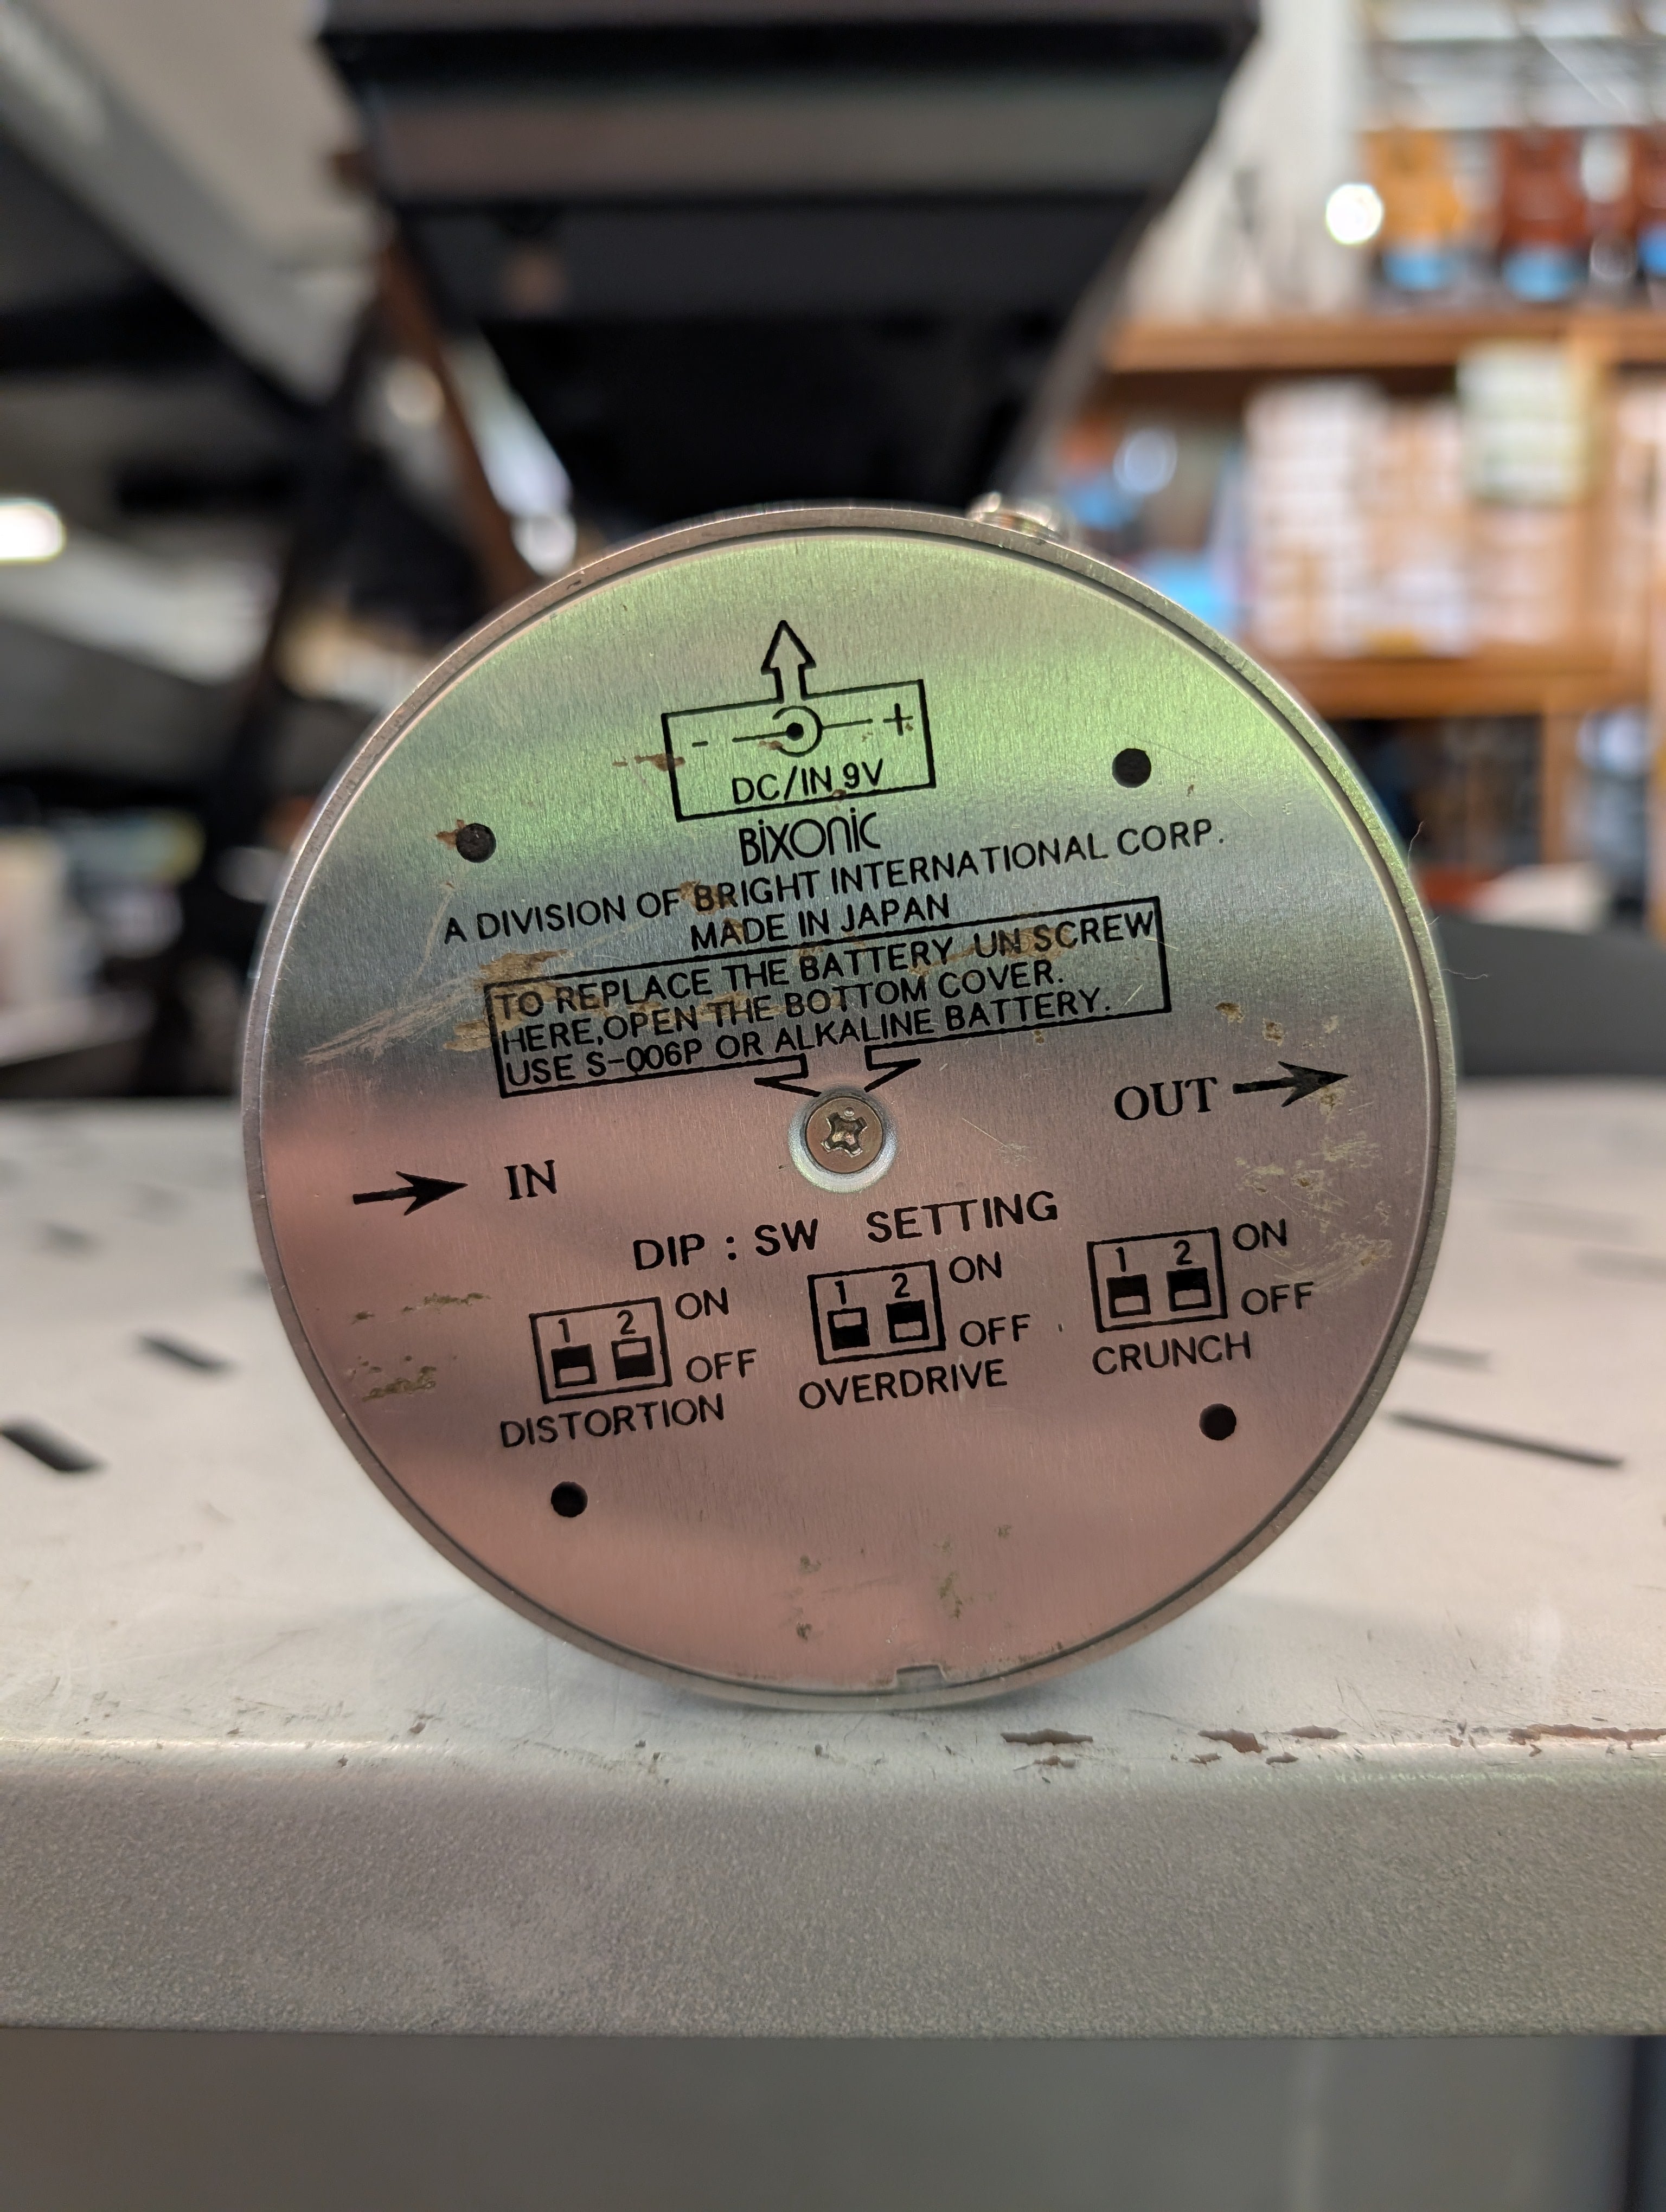 - +
DC/IN 9V
BIXONIC
A DIVISION OF BRIGHT INTERNATIONAL CORP.
MADE IN JAPAN
TO REPLACE THE BATTERY UN SCREW
HERE,OPEN THE BOTTOM COVER.
USE S-006P OR ALKALINE BATTERY.
OUT
IN
DIP : SW SETTING
1 2 ON
OFF
DISTORTION
1 2 ON
OFF
OVERDRIVE
1 2 ON
OFF
CRUNCH